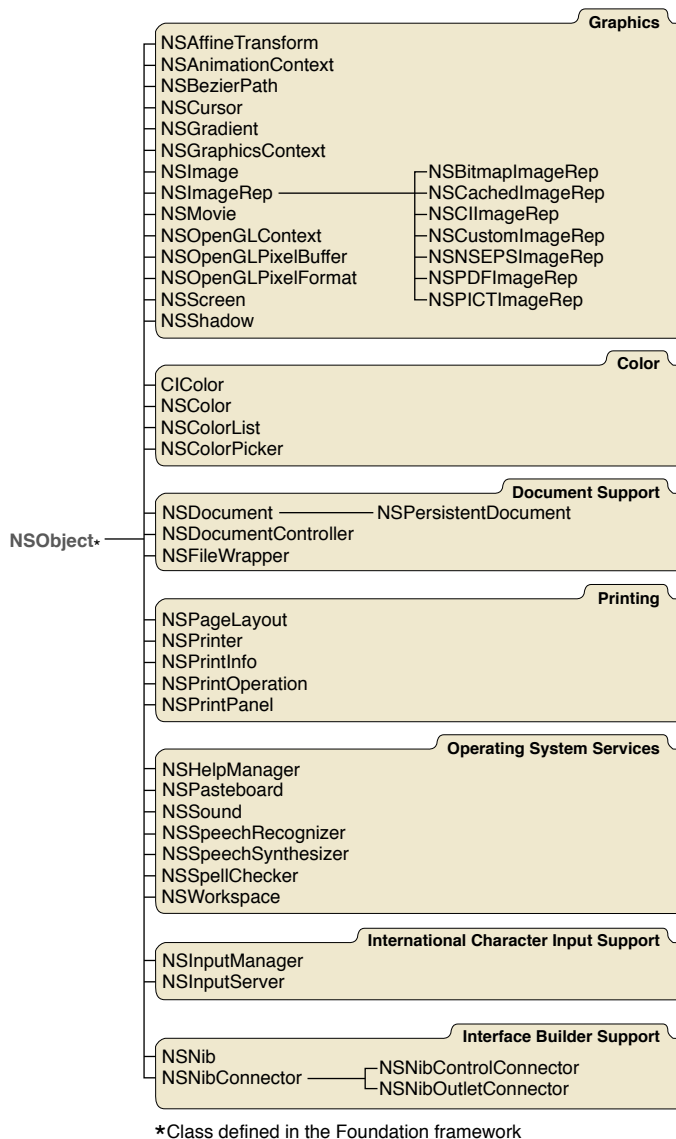 Graphics
NSAffineTransform
NSAnimationContext
NSBezierPath
NSCursor
NSGradient
NSGraphicsContext
NSImage NSBitmapImageRep
NSImageRep NSCachedImageRep
NSMovie NSCIImageRep
NSOpenGLContext NSCustomImageRep
NSOpenGLPixelBuffer NSNSEPSImageRep
NSOpenGLPixelFormat NSPDFImageRep
NSScreen NSPICTImageRep
NSShadow
Color
CIColor
NSColor
NSColorList
NSColorPicker
Document Support
NSDocument NSPersistentDocument
NSDocumentController
NSObject*
NSFileWrapper
Printing
NSPageLayout
NSPrinter
NSPrintInfo
NSPrintOperation
NSPrintPanel
Operating System Services
NSHelpManager
NSPasteboard
NSSound
NSSpeechRecognizer
NSSpeechSynthesizer
NSSpellChecker
NSWorkspace
International Character Input Support
NSInputManager
NSInputServer
Interface Builder Support
NSNib
NSNibConnector NSNibControlConnector
NSNibOutletConnector
*Class defined in the Foundation framework